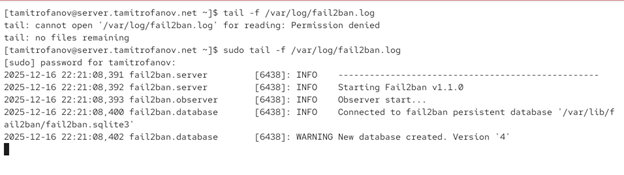 [tamitrofanov@server.tamitrofanov.net ~]$ tail -f /var/log/fail2ban.log
tail: cannot open '/var/log/fail2ban.log' for reading: Permission denied
tail: no files remaining
[tamitrofanov@server.tamitrofanov.net ~]$ sudo tail -f /var/log/fail2ban.log
[sudo] password for tamitrofanov:
2025-12-16 22:21:08,391 fail2ban.server         [6438]: INFO    --------------------------------------------------
2025-12-16 22:21:08,392 fail2ban.server         [6438]: INFO    Starting Fail2ban v1.1.0
2025-12-16 22:21:08,393 fail2ban.observer       [6438]: INFO    Observer start...
2025-12-16 22:21:08,400 fail2ban.database       [6438]: INFO    Connected to fail2ban persistent database '/var/lib/f
ail2ban/fail2ban.sqlite3'
2025-12-16 22:21:08,402 fail2ban.database       [6438]: WARNING New database created. Version '4'